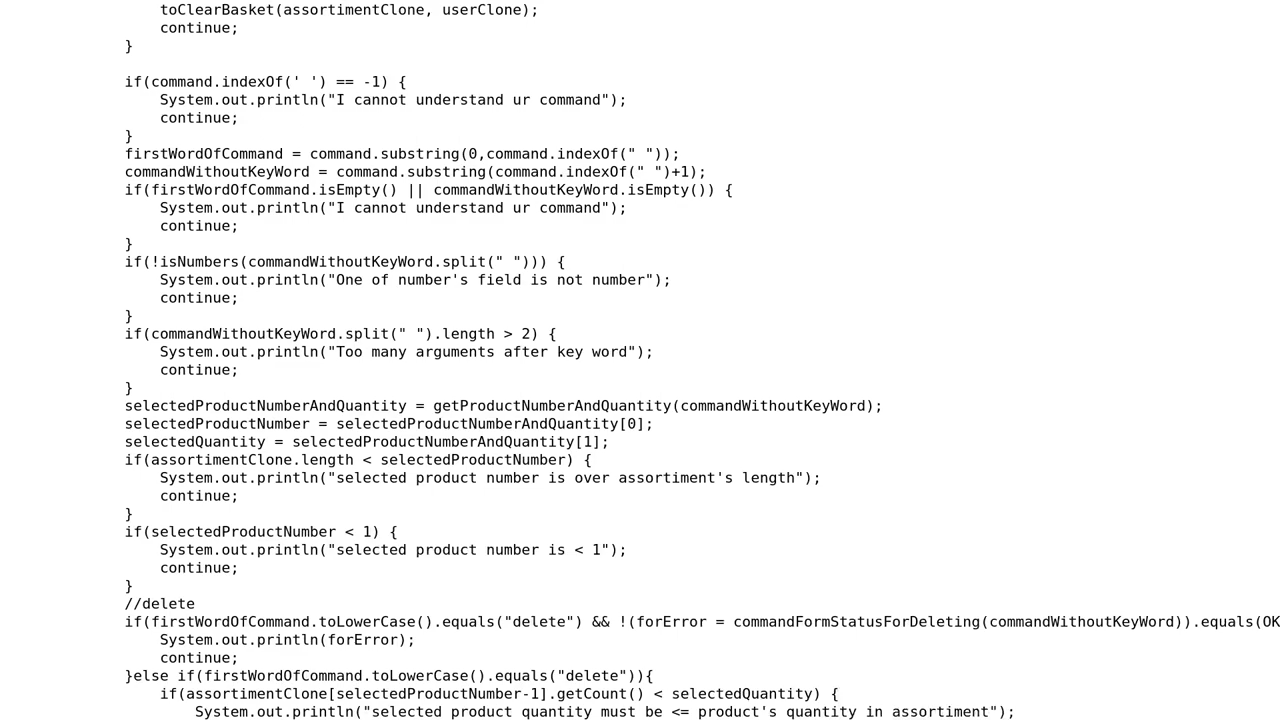 toClearBasket(assortimentClone, userClone);
continue;
}
if(command.indexOf(' ') == -1) {
System.out.println("I cannot understand ur command");
continue;
}
firstWordOfCommand = command.substring(0,command.indexOf(" "));
commandWithoutKeyWord = command.substring(command.indexOf(" ")+1);
if(firstWordOfCommand.isEmpty() || commandWithoutKeyWord.isEmpty()) {
System.out.println("I cannot understand ur command");
continue;
}
if(!isNumbers(commandWithoutKeyWord.split(" "))) {
System.out.println("One of number's field is not number");
continue;
}
if(commandWithoutKeyWord.split(" ").length > 2) {
System.out.println("Too many arguments after key word");
continue;
}
selectedProductNumberAndQuantity = getProductNumberAndQuantity(commandWithoutKeyWord);
selectedProductNumber = selectedProductNumberAndQuantity[0];
selectedQuantity = selectedProductNumberAndQuantity[1];
if(assortimentClone.length < selectedProductNumber) {
System.out.println("selected product number is over assortiment's length");
continue;
}
if(selectedProductNumber < 1) {
System.out.println("selected product number is < 1");
continue;
}
//delete
if(firstWordOfCommand.toLowerCase().equals("delete") && !(forError = commandFormStatusForDeleting(commandWithoutKeyWord)).equals(OK
System.out.println(forError);
continue;
}else if(firstWordOfCommand.toLowerCase().equals("delete")){
if(assortimentClone[selectedProductNumber-1].getCount() < selectedQuantity) {
System.out.println("selected product quantity must be <= product's quantity in assortiment");